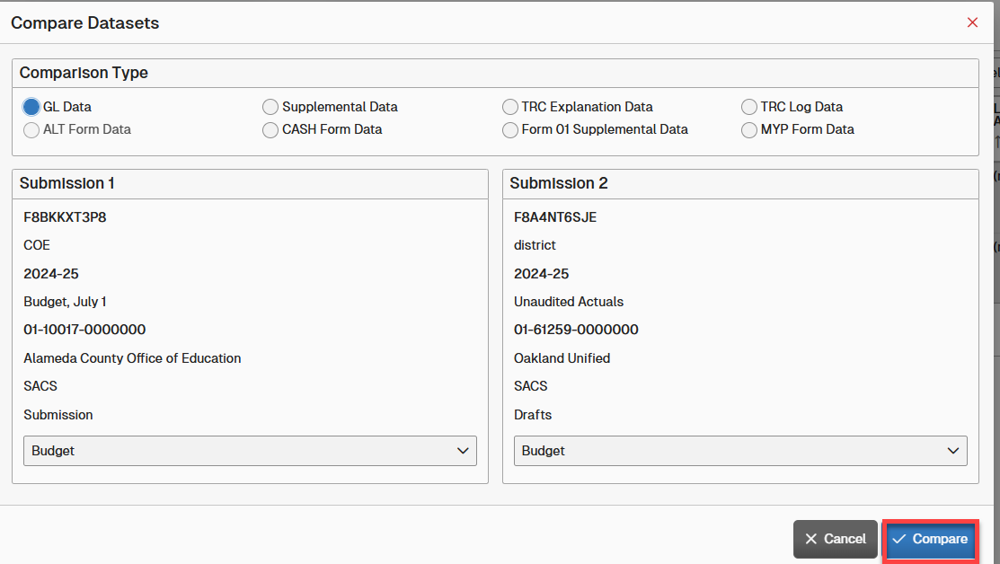 Compare Datasets
Comparison Type
GL Data
Supplemental Data
TRC Explanation Data
TRC Log Data
ALT Form Data
CASH Form Data
Form 01 Supplemental Data
MYP Form Data
Submission 1
F8BKKXT3P8
COE
2024-25
Budget, July 1
01-10017-0000000
Alameda County Office of Education
SACS
Submission
Budget
Submission 2
F8A4NT6SJE
district
2024-25
Unaudited Actuals
01-61259-0000000
Oakland Unified
SACS
Drafts
Budget
Cancel
Compare